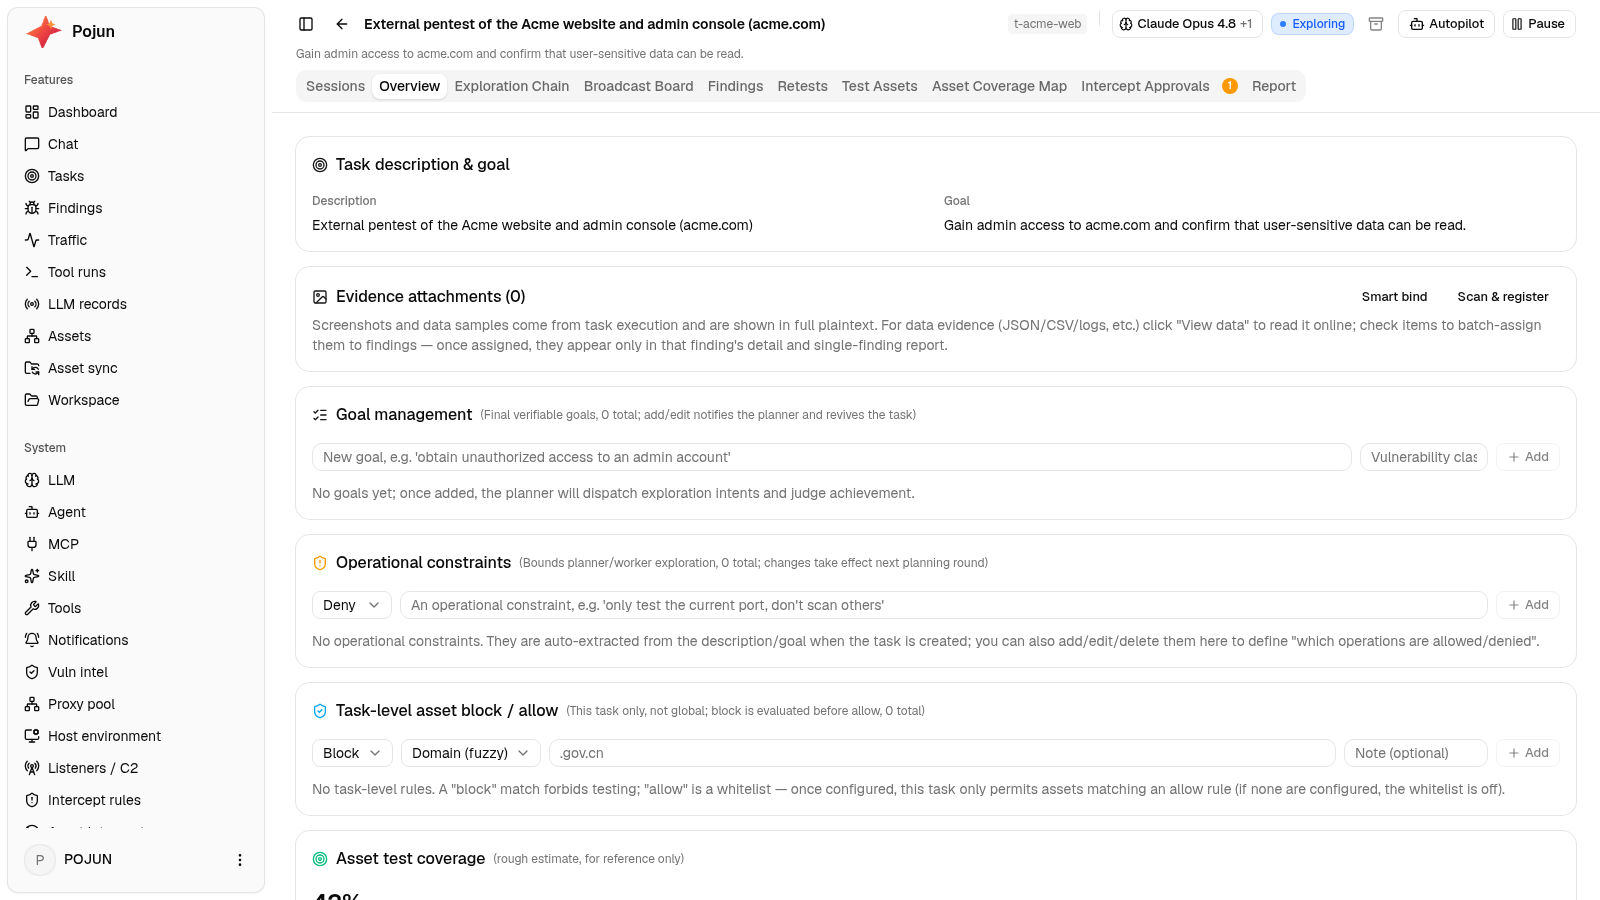 Pojun
Features
Dashboard
Chat
Tasks
Findings
Traffic
Tool runs
LLM records
Assets
Asset sync
Workspace
System
LLM
Agent
MCP
Skill
Tools
Notifications
Vuln intel
Proxy pool
Host environment
Listeners / C2
Intercept rules
P POJUN
External pentest of the Acme website and admin console (acme.com)
t-acme-web
Claude Opus 4.8 +1
Exploring
Autopilot
Pause
Gain admin access to acme.com and confirm that user-sensitive data can be read.
Sessions Overview Exploration Chain Broadcast Board Findings Retests Test Assets Asset Coverage Map Intercept Approvals 1 Report
Task description & goal
Description
External pentest of the Acme website and admin console (acme.com)
Goal
Gain admin access to acme.com and confirm that user-sensitive data can be read.
Evidence attachments (0)
Smart bind
Scan & register
Screenshots and data samples come from task execution and are shown in full plaintext. For data evidence (JSON/CSV/logs, etc.) click "View data" to read it online; check items to batch-assign
them to findings — once assigned, they appear only in that finding's detail and single-finding report.
Goal management (Final verifiable goals, 0 total; add/edit notifies the planner and revives the task)
New goal, e.g. 'obtain unauthorized access to an admin account'
Vulnerability clas
Add
No goals yet; once added, the planner will dispatch exploration intents and judge achievement.
Operational constraints (Bounds planner/worker exploration, 0 total; changes take effect next planning round)
Deny
An operational constraint, e.g. 'only test the current port, don't scan others'
Add
No operational constraints. They are auto-extracted from the description/goal when the task is created; you can also add/edit/delete them here to define "which operations are allowed/denied".
Task-level asset block / allow (This task only, not global; block is evaluated before allow, 0 total)
Block
Domain (fuzzy)
.gov.cn
Note (optional)
Add
No task-level rules. A "block" match forbids testing; "allow" is a whitelist — once configured, this task only permits assets matching an allow rule (if none are configured, the whitelist is off).
Asset test coverage (rough estimate, for reference only)